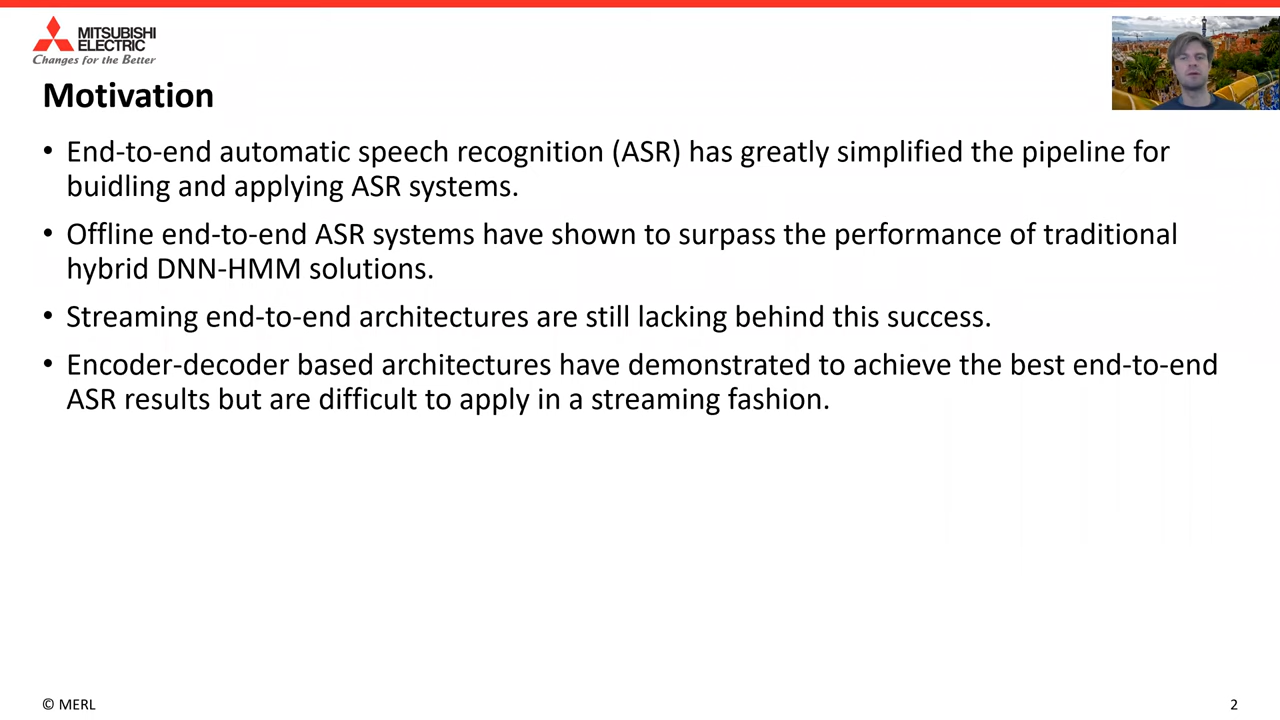 MITSUBISHI
ELECTRIC
Changes for the Better
Motivation
• End-to-end automatic speech recognition (ASR) has greatly simplified the pipeline for
buidling and applying ASR systems.
• Offline end-to-end ASR systems have shown to surpass the performance of traditional
hybrid DNN-HMM solutions.
• Streaming end-to-end architectures are still lacking behind this success.
• Encoder-decoder based architectures have demonstrated to achieve the best end-to-end
ASR results but are difficult to apply in a streaming fashion.
© MERL
2